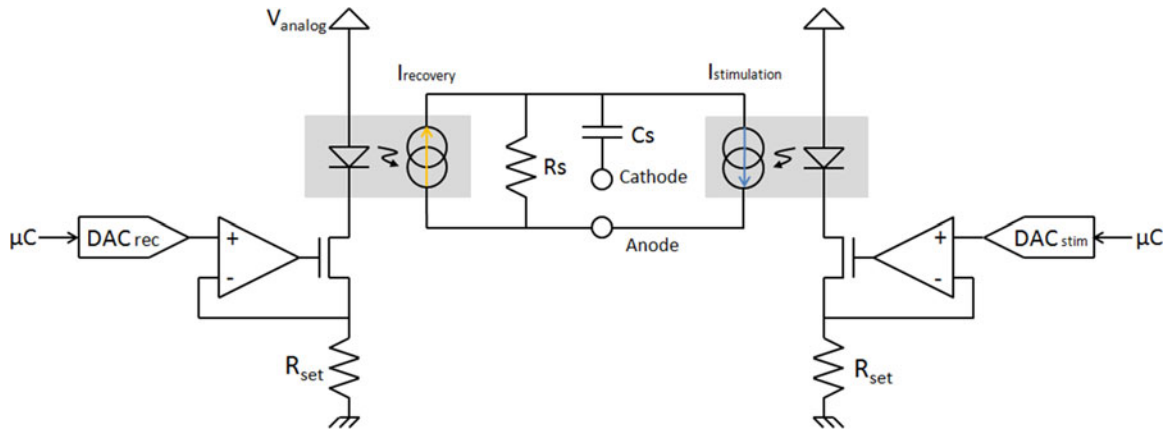 Vanalog
Irecovery
Istimulation
Cs
Rs
Cathode
Anode
μC
DAC rec
+
-
+
-
DAC stim
μC
Rset
Rset